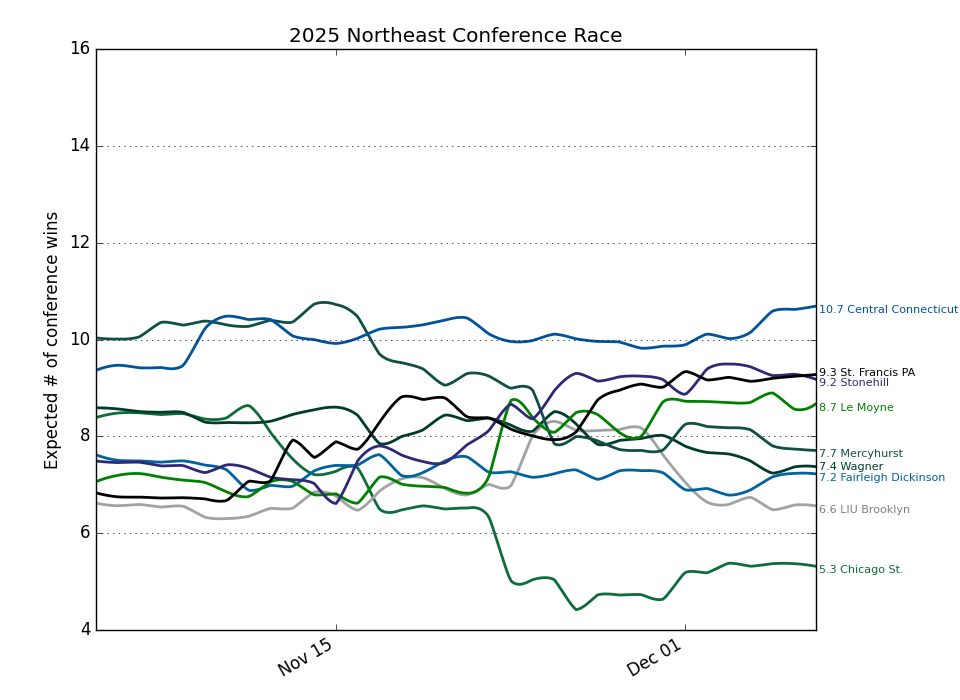 2025 Northeast Conference Race
Expected # of conference wins
16
14
12
10
8
6
4
Nov 15
Dec 01
10.7 Central Connecticut
9.3 St. Francis PA
9.2 Stonehill
8.7 Le Moyne
7.7 Mercyhurst
7.4 Wagner
7.2 Fairleigh Dickinson
6.6 LIU Brooklyn
5.3 Chicago St.